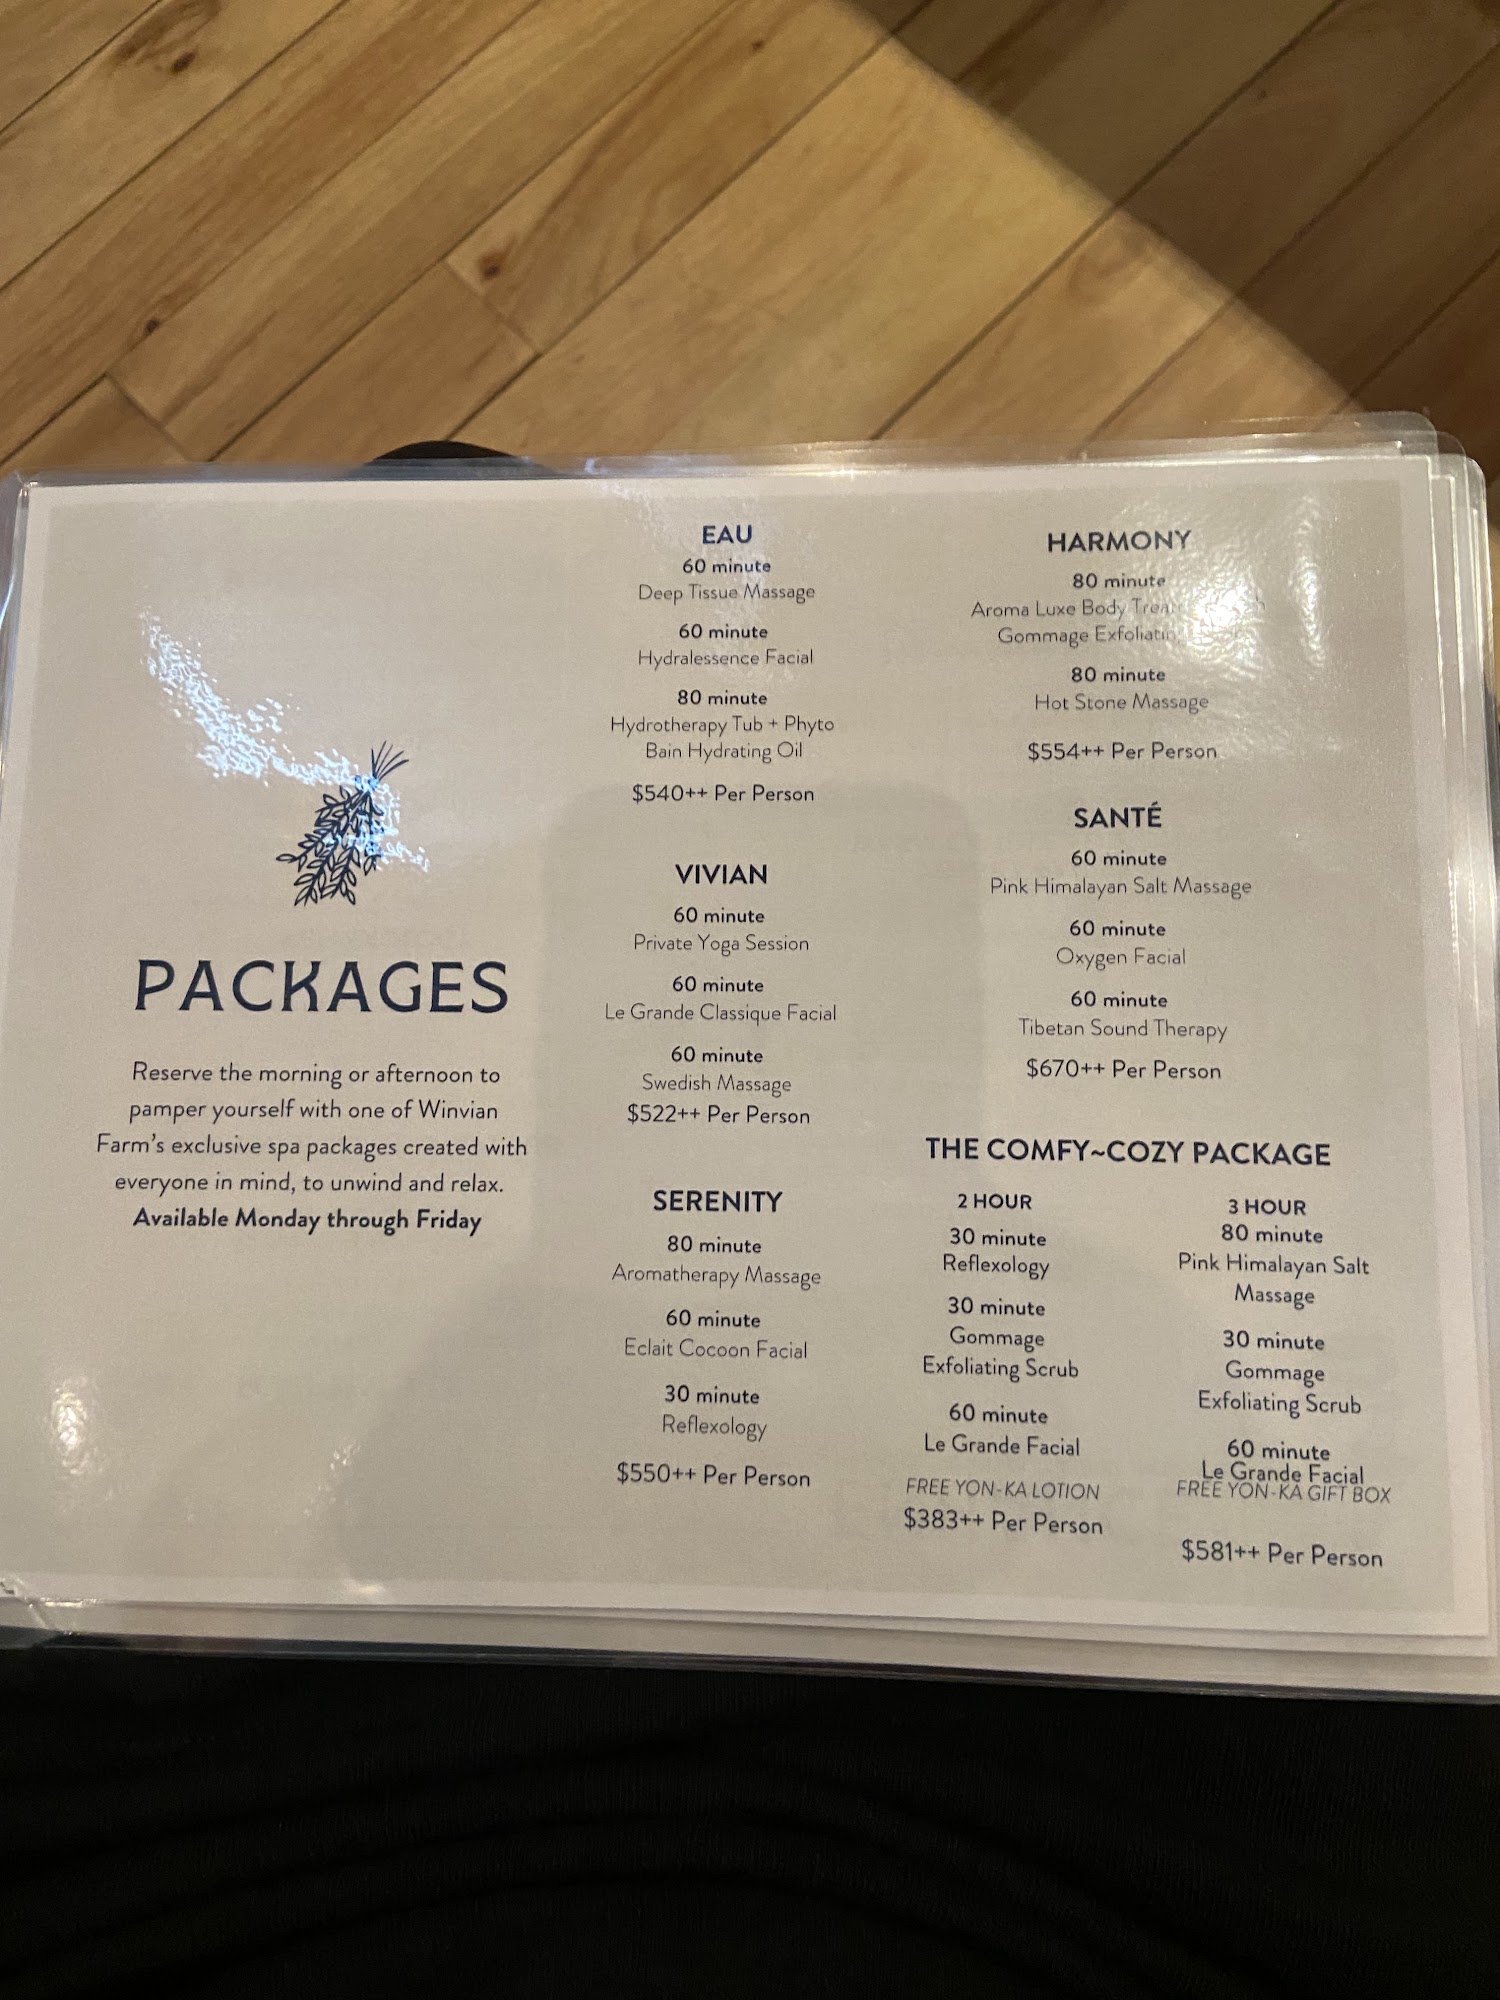 PACKAGES
Reserve the morning or afternoon to
pamper yourself with one of Winvian
Farm's exclusive spa packages created with
everyone in mind, to unwind and relax.
Available Monday through Friday
EAU
60 minute
Deep Tissue Massage
60 minute
Hydralessence Facial
80 minute
Hydrotherapy Tub + Phyto
Bain Hydrating Oil
$540++ Per Person
VIVIAN
60 minute
Private Yoga Session
60 minute
Le Grande Classique Facial
60 minute
Swedish Massage
$522++ Per Person
SERENITY
80 minute
Aromatherapy Massage
60 minute
Eclait Cocoon Facial
30 minute
Reflexology
$550++ Per Person
HARMONY
80 minute
Aroma Luxe Body
Gommage
80 minute
Hot Stone Massage
$554++ Per Person
SANTÉ
60 minute
Pink Himalayan Salt Massage
60 minute
Oxygen Facial
60 minute
Tibetan Sound Therapy
$670++ Per Person
THE COMFY~COZY PACKAGE
2 HOUR
30 minute
Reflexology
30 minute
Gommage
Exfoliating Scrub
60 minute
Le Grande Facial
FREE YON-KA LOTION
$383++ Per Person
3 HOUR
80 minute
Pink Himalayan Salt
Massage
30 minute
Gommage
Exfoliating Scrub
60 minute
Le Grande Facial
FREE YON-KA GIFT BOX
$581++ Per Person